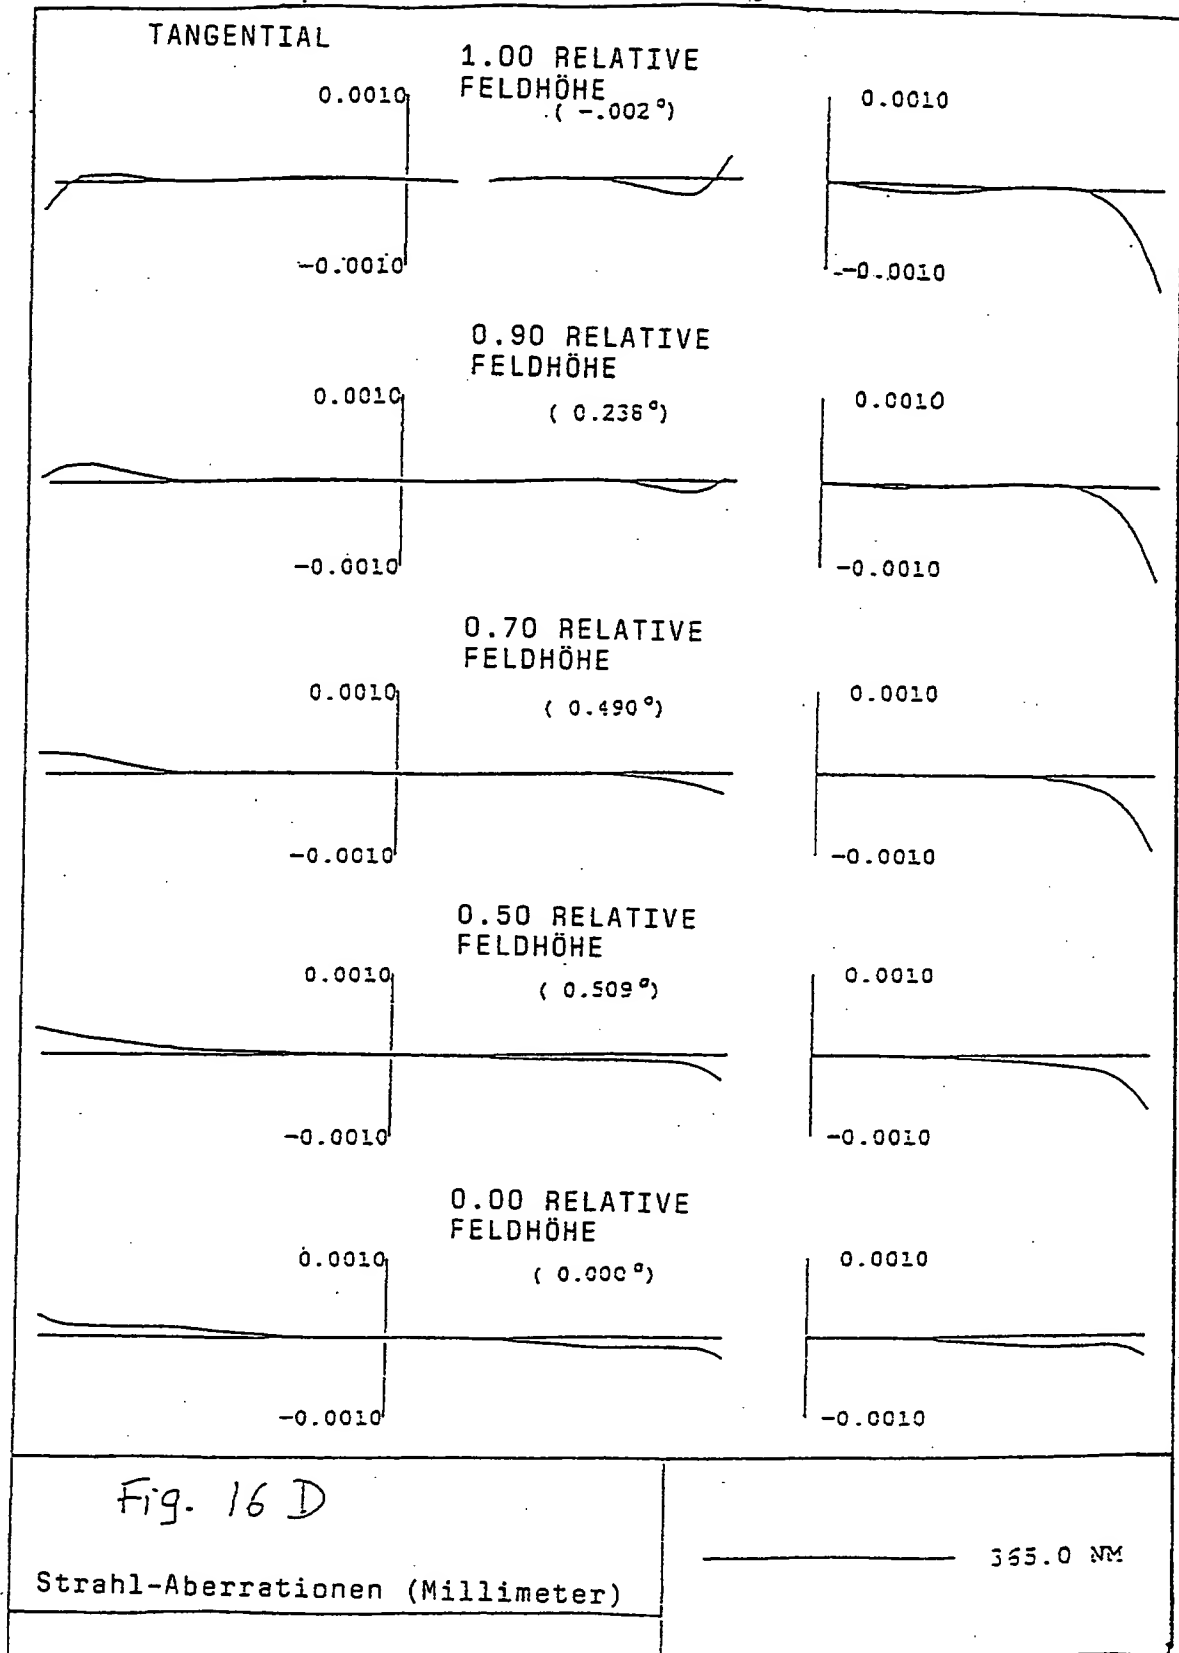 TANGENTIAL
1.00 RELATIVE
FELDHÖHE
( -.002°)
0.0010
0.0010
-0.0010
-0.0010
0.90 RELATIVE
FELDHÖHE
( 0.238°)
0.0010
0.0010
-0.0010
-0.0010
0.70 RELATIVE
FELDHÖHE
( 0.490°)
0.0010
0.0010
-0.0010
-0.0010
0.50 RELATIVE
FELDHÖHE
( 0.509°)
0.0010
0.0010
-0.0010
-0.0010
0.00 RELATIVE
FELDHÖHE
( 0.000°)
0.0010
0.0010
-0.0010
-0.0010
Fig. 16 D
Strahl-Aberrationen (Millimeter)
365.0 NM